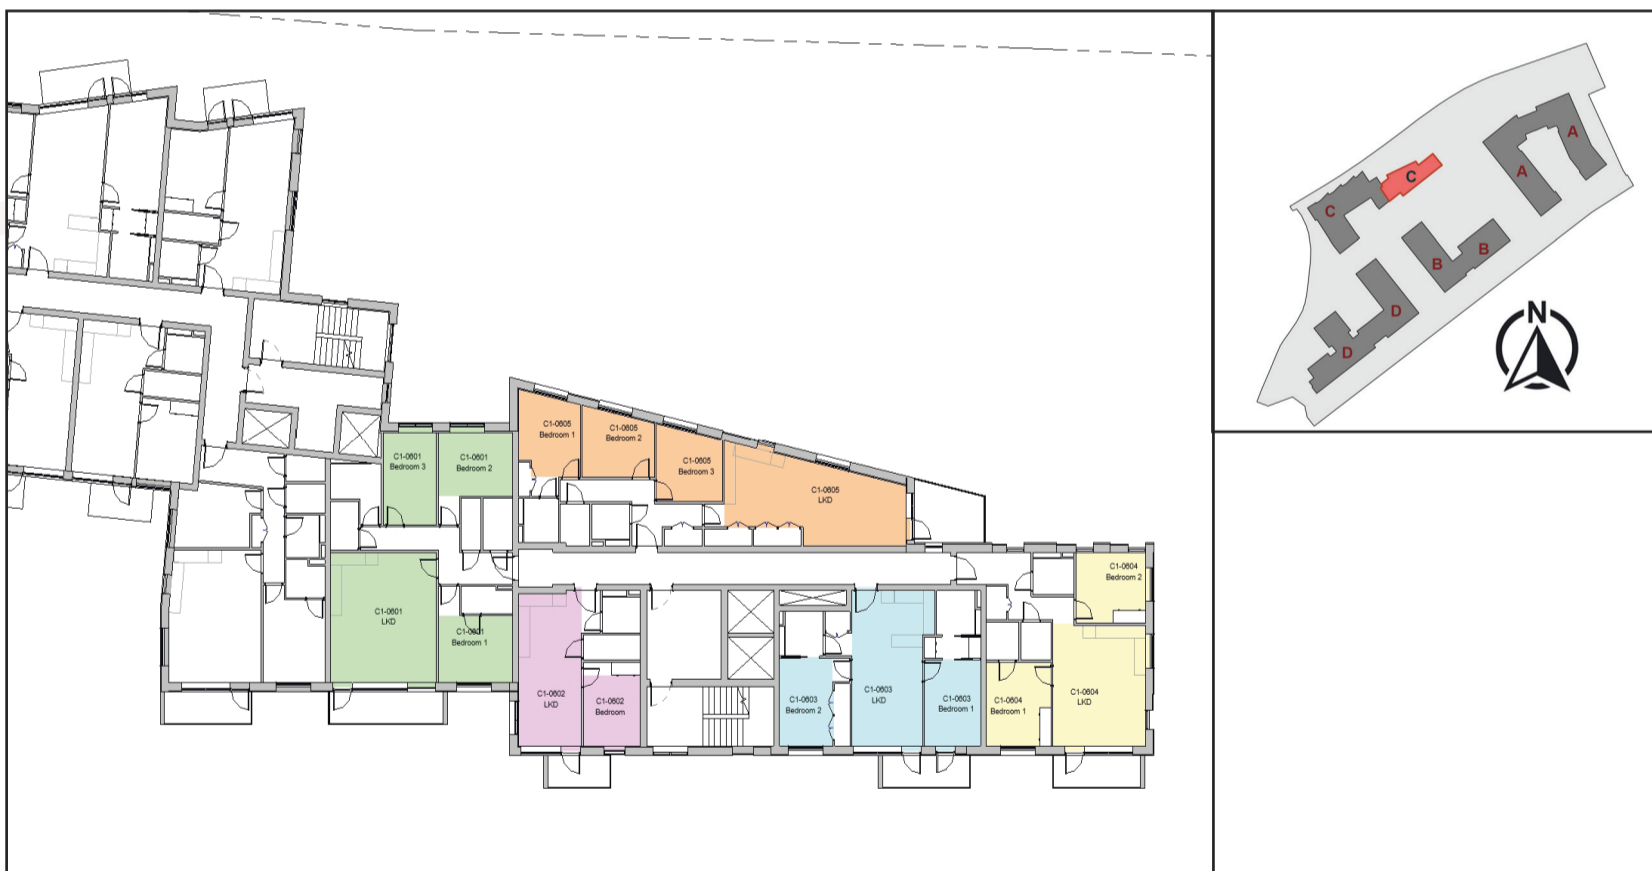 C1-0605
Bedroom 1
C1-0605
Bedroom 2
C1-0605
Bedroom 3
C1-0605
LKD
C1-0601
Bedroom 3
C1-0601
Bedroom 2
C1-0601
LKD
C1-0601
Bedroom 1
C1-0602
LKD
C1-0602
Bedroom
C1-0603
Bedroom 2
C1-0603
LKD
C1-0603
Bedroom 1
C1-0604
Bedroom 2
C1-0604
Bedroom 1
C1-0604
LKD
A
A
C
C
B
B
D
D
N